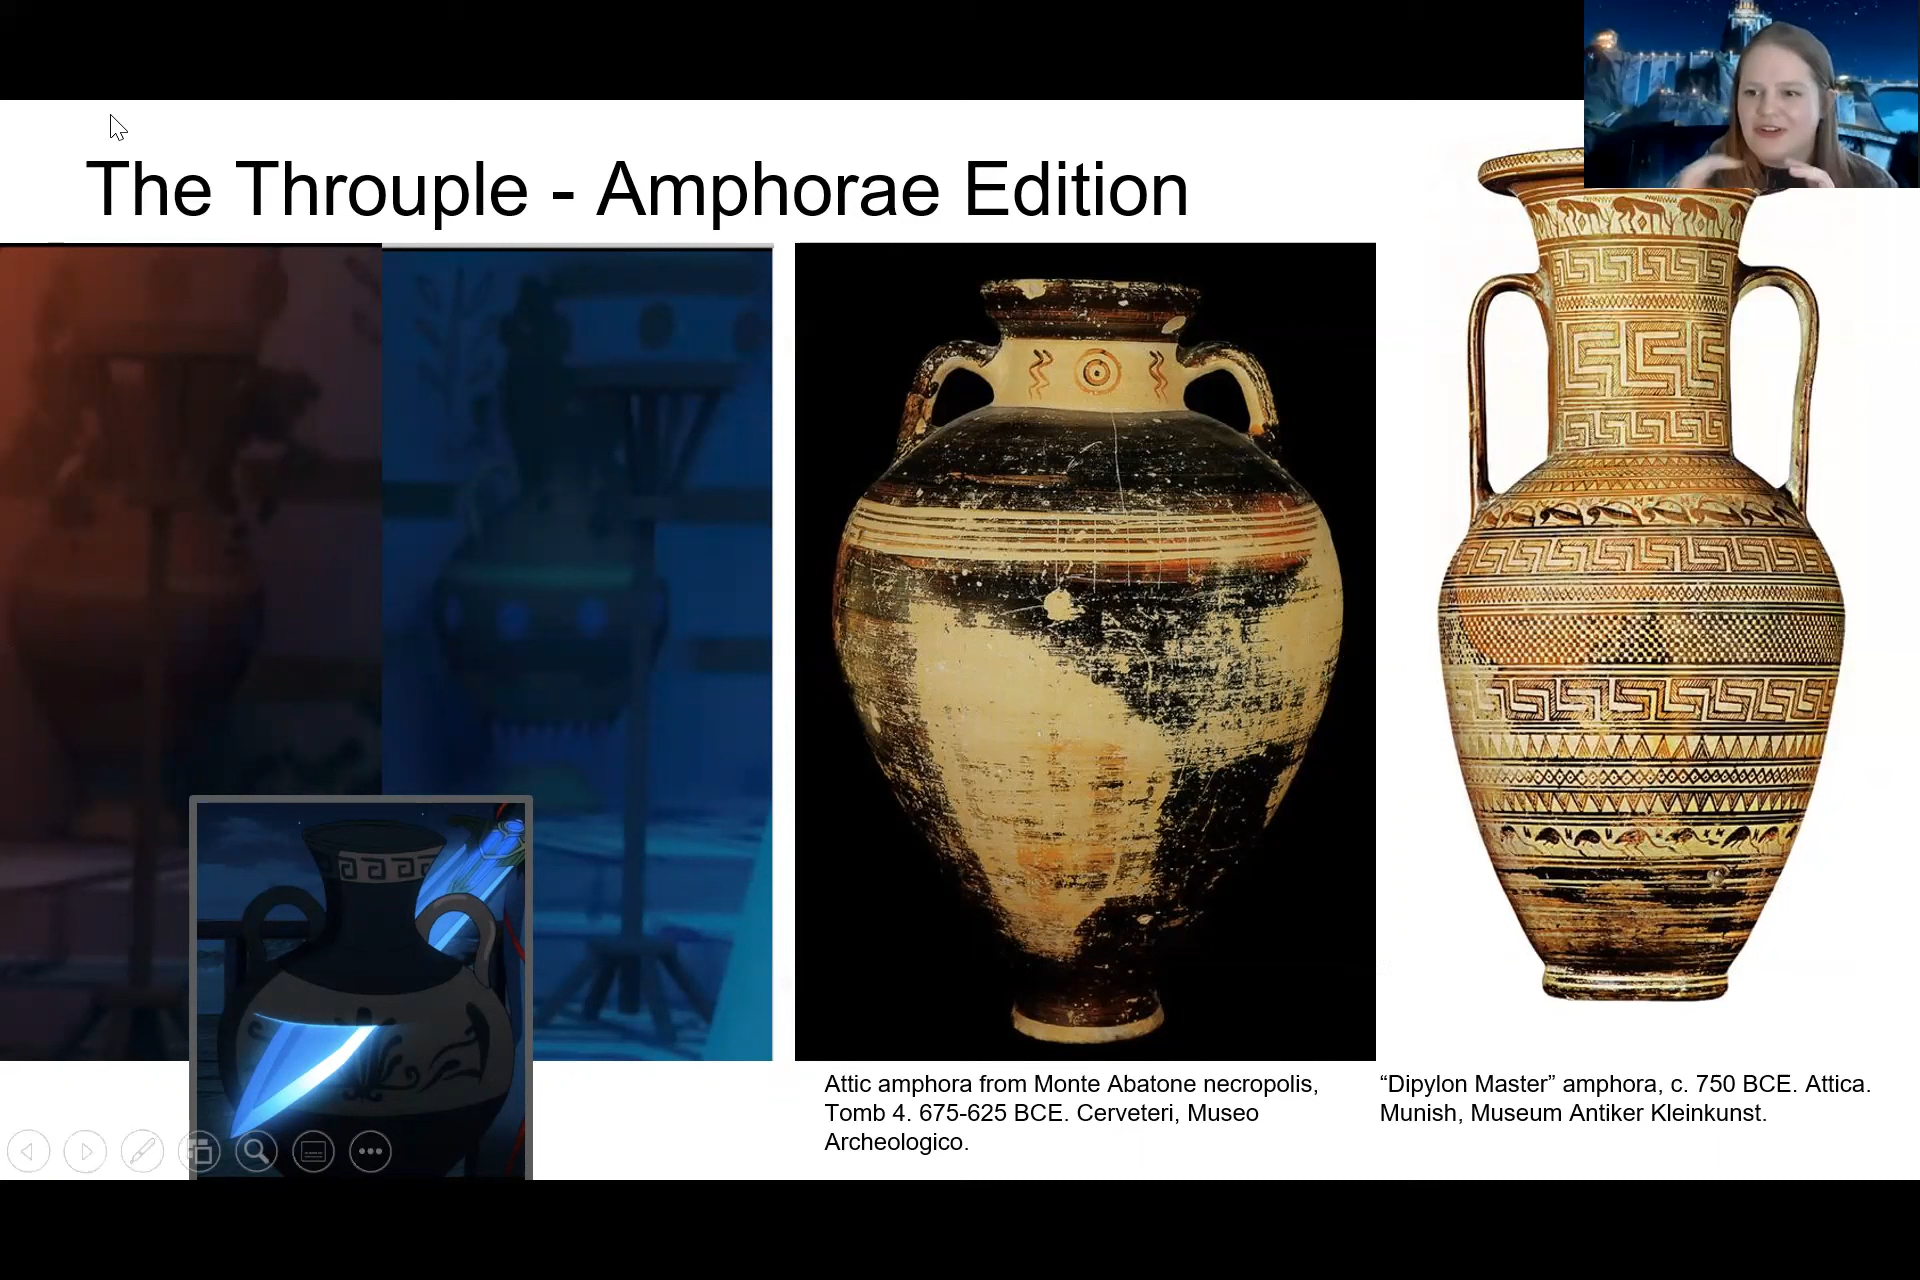 The Throuple - Amphorae Edition
Attic amphora from Monte Abatone necropolis,
Tomb 4. 675-625 BCE. Cerveteri, Museo
Archeologico.
“Dipylon Master” amphora, c. 750 BCE. Attica.
Munish, Museum Antiker Kleinkunst.